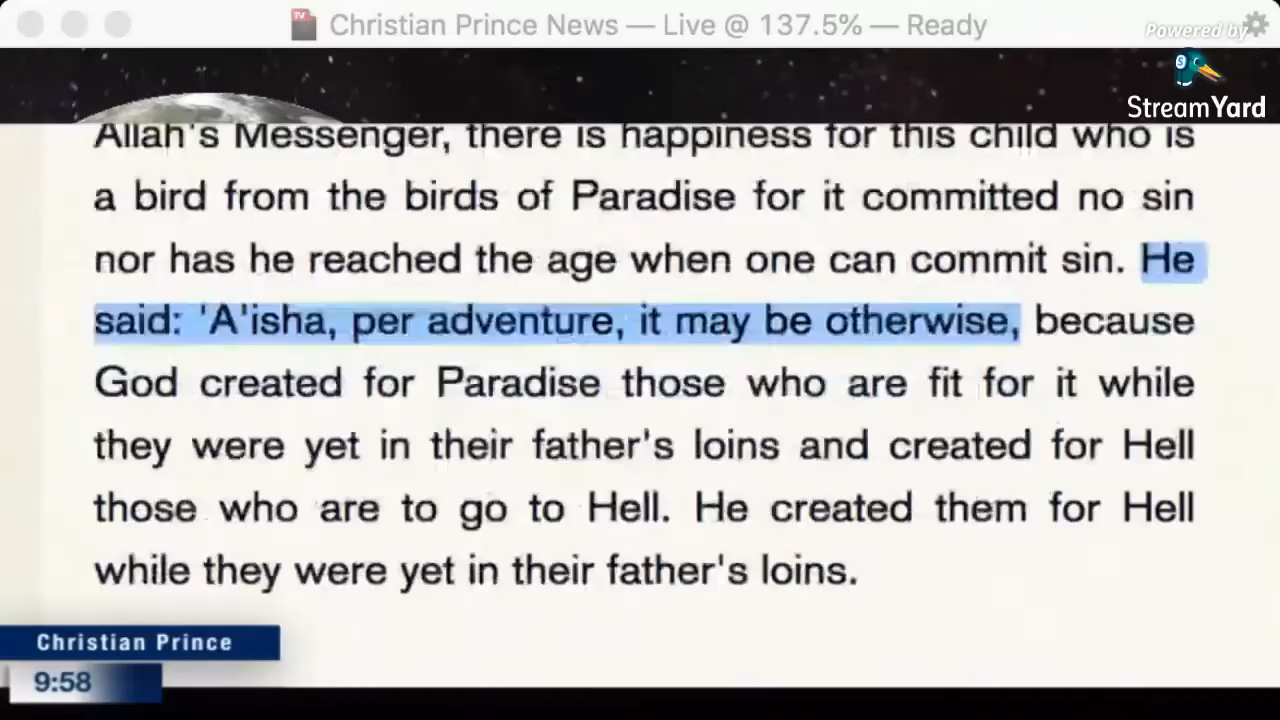 Christian Prince News — Live @ 137.5% — Ready
Powered by
StreamYard
Allah's Messenger, there is happiness for this child who is
a bird from the birds of Paradise for it committed no sin
nor has he reached the age when one can commit sin. He
said: 'A'isha, per adventure, it may be otherwise, because
God created for Paradise those who are fit for it while
they were yet in their father's loins and created for Hell
those who are to go to Hell. He created them for Hell
while they were yet in their father's loins.
Christian Prince
9:58